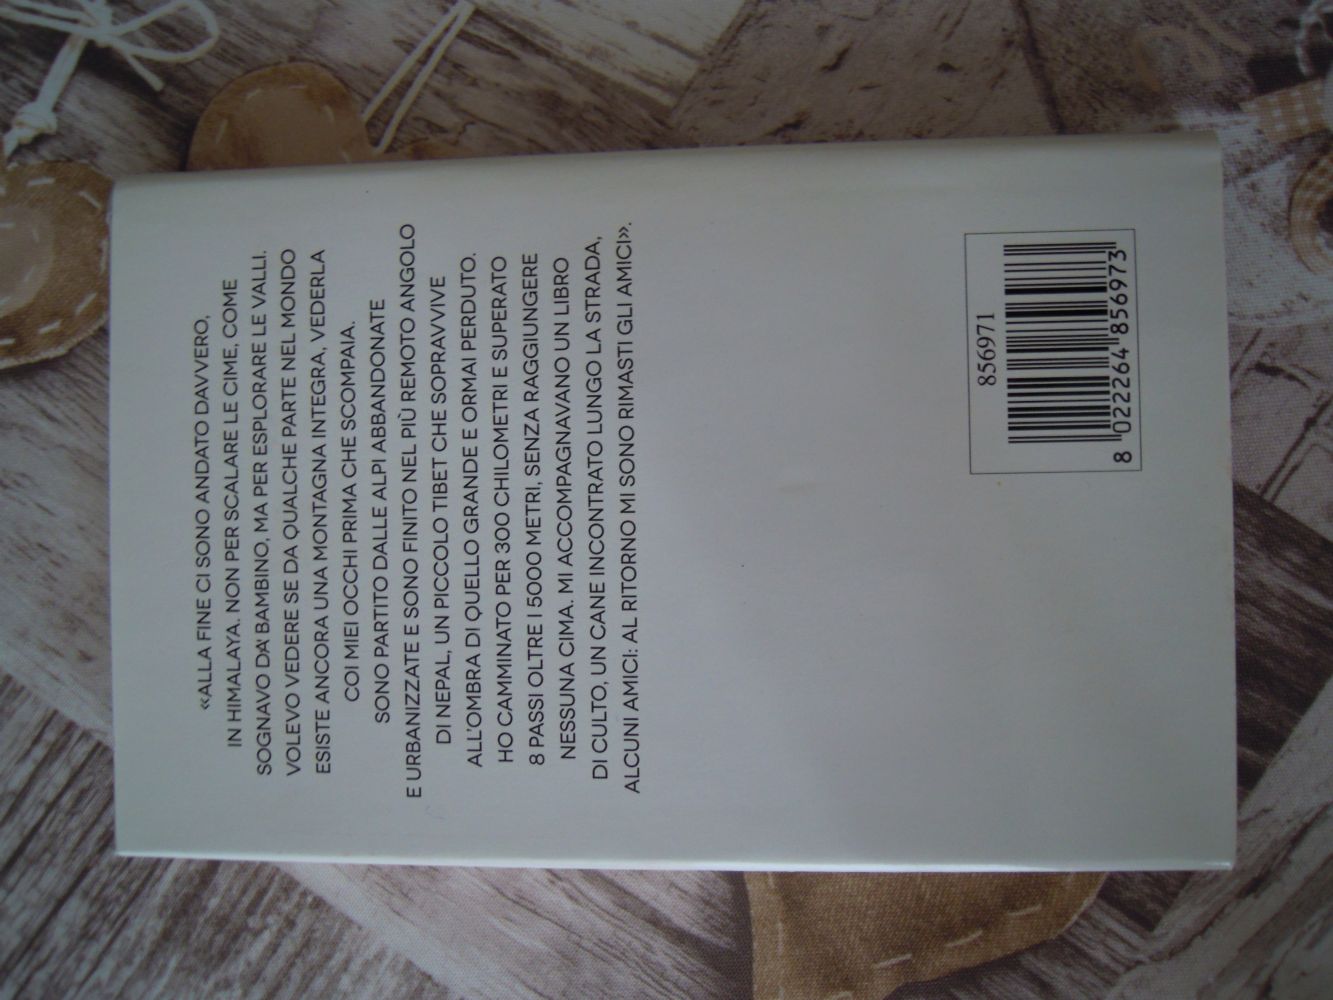 «ALLA FINE CI SONO ANDATO DAVVERO,
IN HIMALAYA. NON PER SCALARE LE CIME, COME
SOGNAVO DA BAMBINO, MA PER ESPLORARE LE VALLI.
VOLEVO VEDERE SE DA QUALCHE PARTE NEL MONDO
ESISTE ANCORA UNA MONTAGNA INTEGRA, VEDERLA
COI MIEI OCCHI PRIMA CHE SCOMPAIA.
SONO PARTITO DALLE ALPI ABBANDONATE
E URBANIZZATE E SONO FINITO NEL PIÙ REMOTO ANGOLO
DI NEPAL, UN PICCOLO TIBET CHE SOPRAVVIVE
ALL'OMBRA DI QUELLO GRANDE E ORMAI PERDUTO.
HO CAMMINATO PER 300 CHILOMETRI E SUPERATO
8 PASSI OLTRE I 5000 METRI, SENZA RAGGIUNGERE
NESSUNA CIMA. MI ACCOMPAGNAVANO UN LIBRO
DI CULTO, UN CANE INCONTRATO LUNGO LA STRADA,
ALCUNI AMICI: AL RITORNO MI SONO RIMASTI GLI AMICI».
856971
8 022264 856973